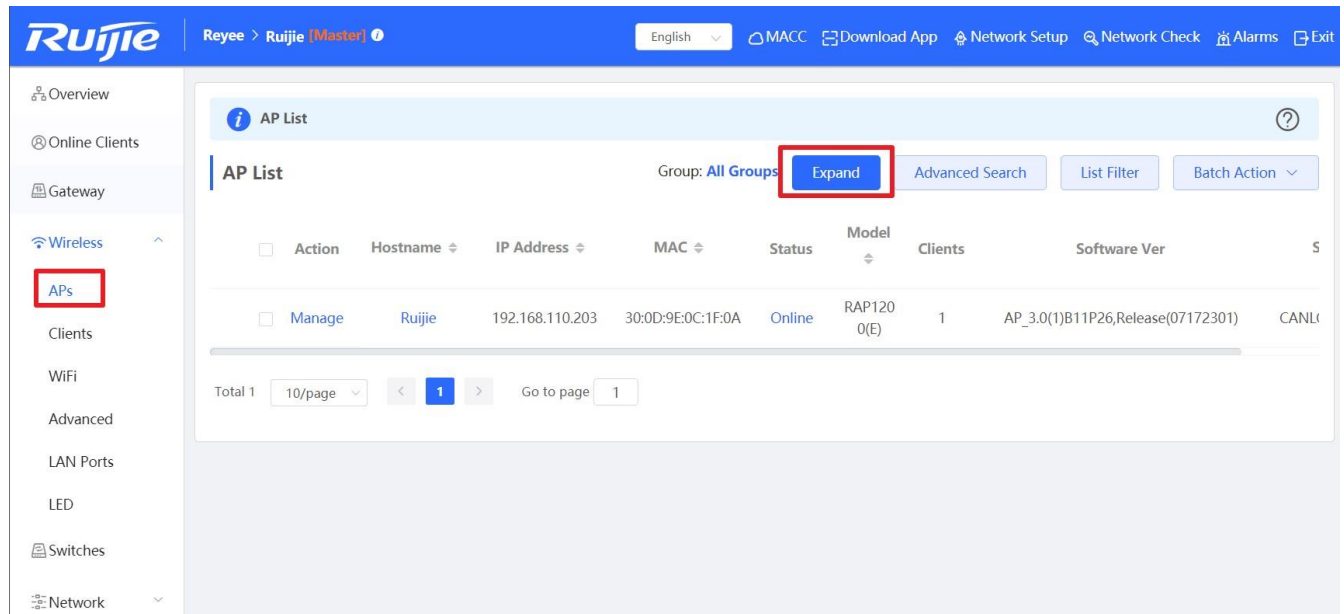 Ruijie
Reyee > Ruijie [Master]
English
MACC
Download App
Network Setup
Network Check
Alarms
Exit
Overview
Online Clients
Gateway
Wireless
APs
Clients
WiFi
Advanced
LAN Ports
LED
Switches
Network
i AP List ?
AP List
Group: All Groups
Expand
Advanced Search
List Filter
Batch Action
Action Hostname IP Address MAC Status Model Clients Software Ver S
Manage Ruijie 192.168.110.203 30:0D:9E:0C:1F:0A Online RAP120 1 AP_3.0(1)B11P26,Release(07172301)
0(E)
Total 1 10/page < 1 > Go to page 1